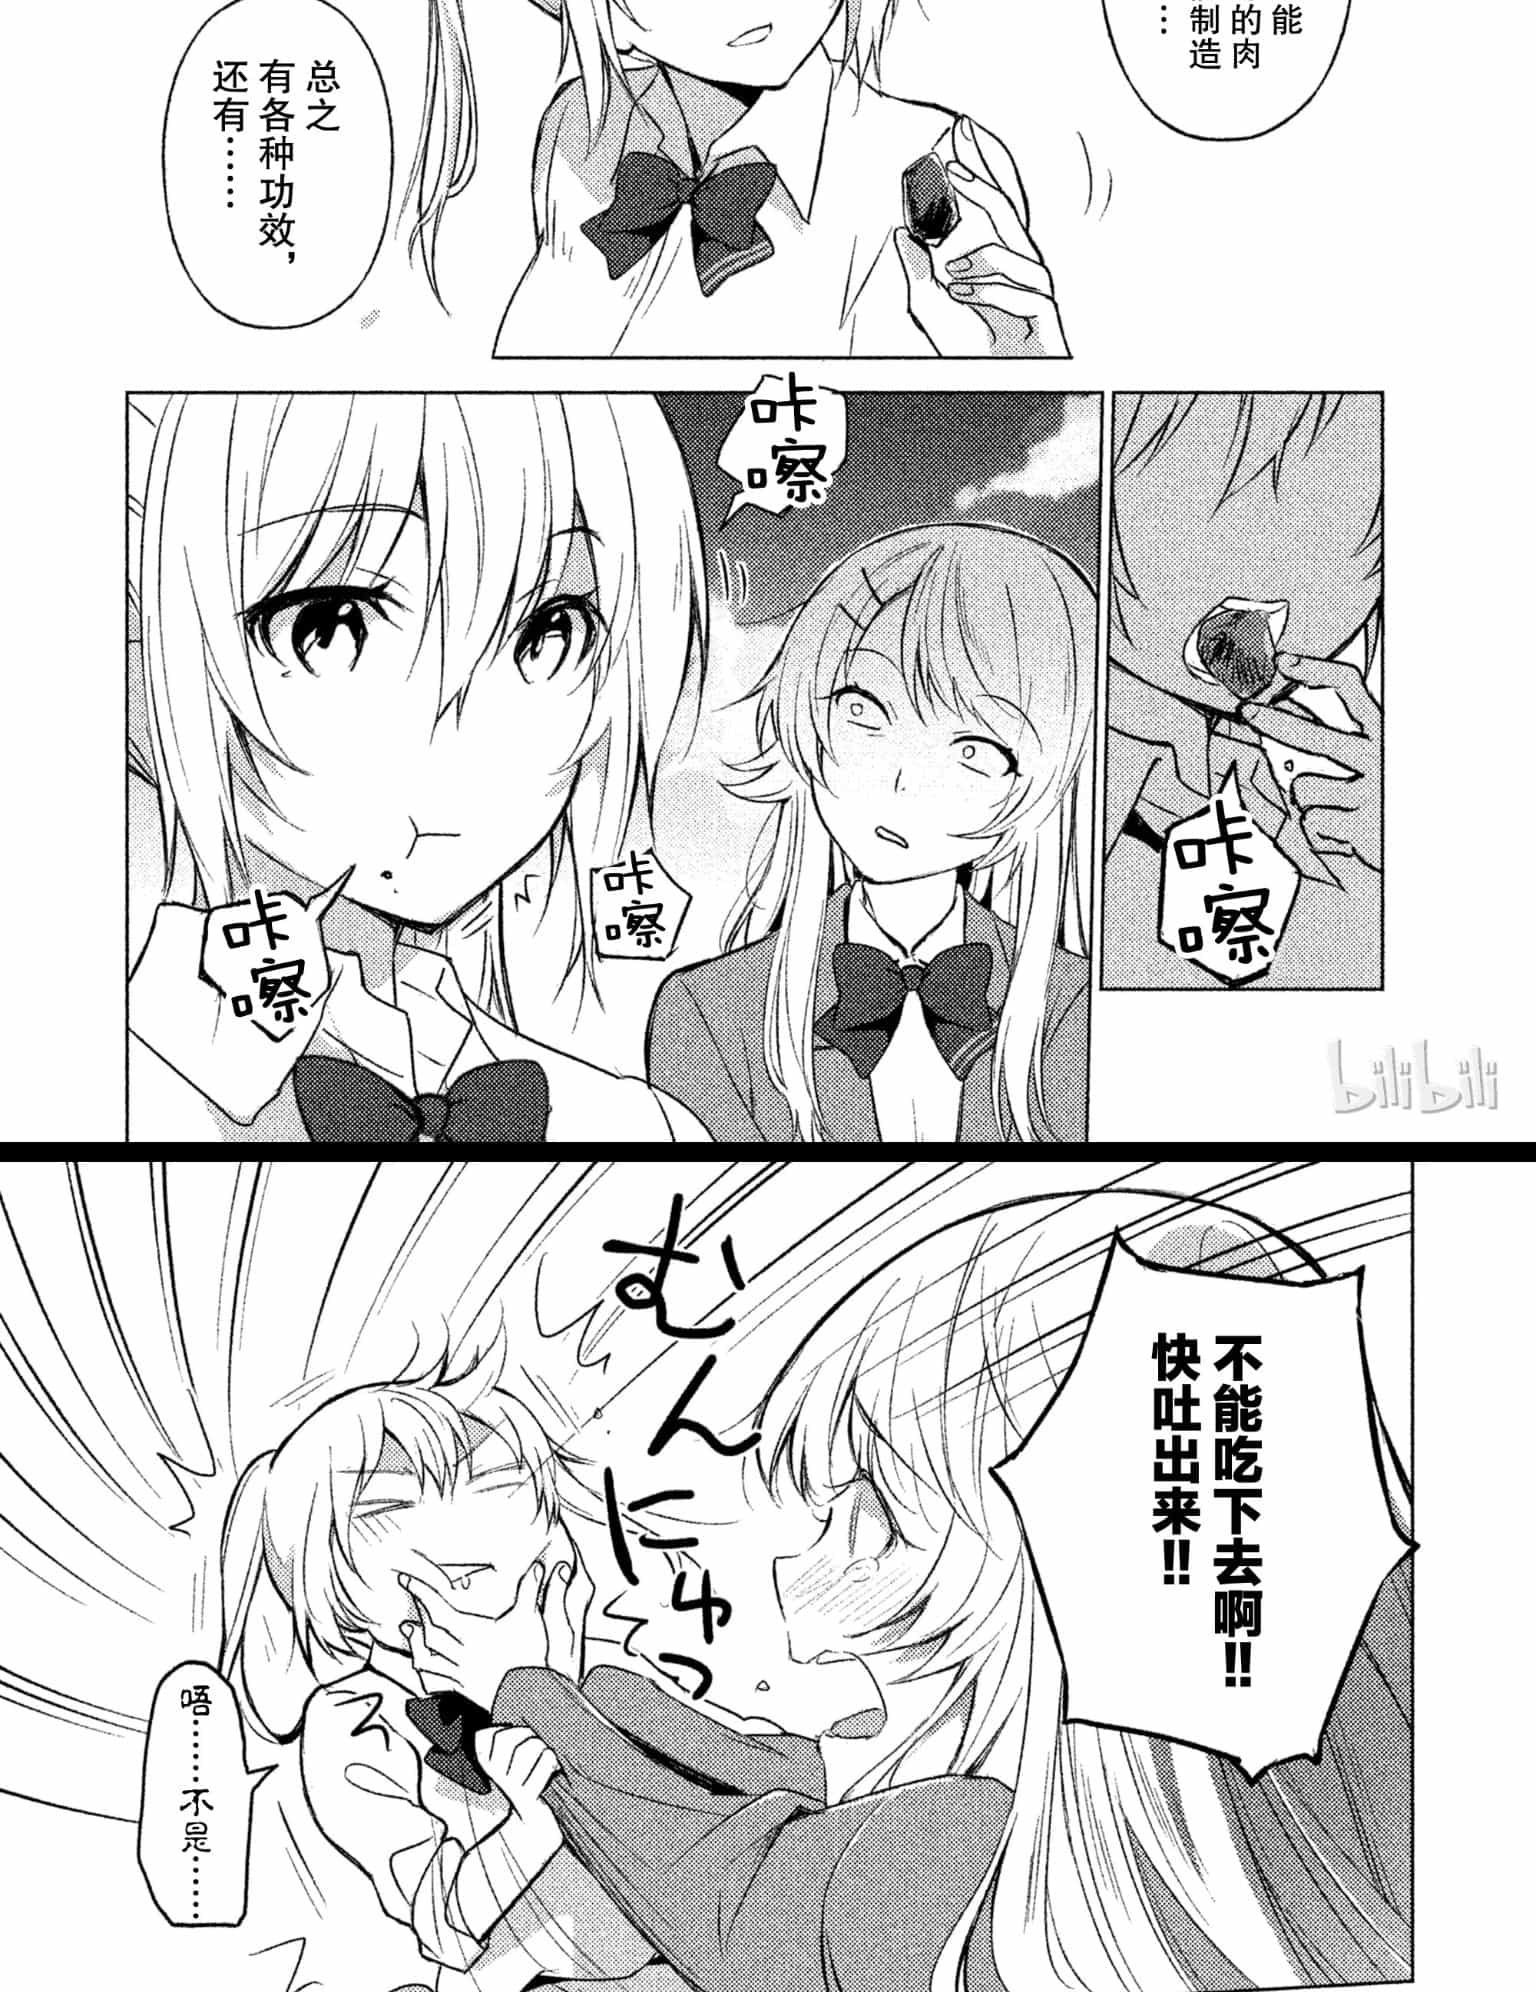 能
的肉
制造
…
总之
有各种功效，
还有……
咔嚓
咔嚓
咔嚓
咔嚓
bilibili
不能吃下去啊!!
快吐出来!!
むんにゅっ
唔……不是……